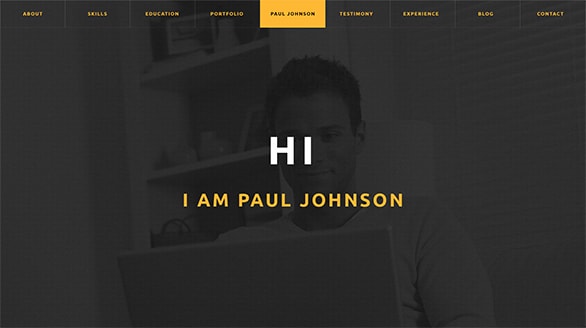 ABOUT SKILLS EDUCATION PORTFOLIO PAUL JOHNSON TESTIMONY EXPERIENCE BLOG CONTACT
HI
I AM PAUL JOHNSON